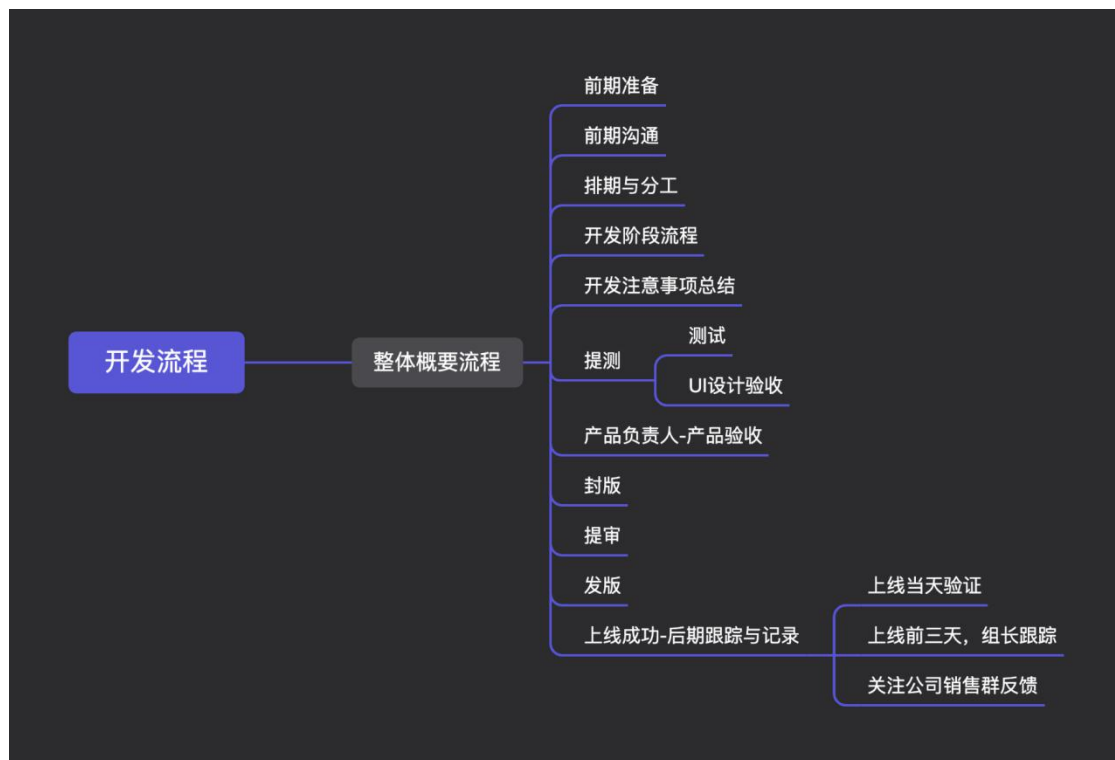 前期准备
前期沟通
排期与分工
开发阶段流程
开发注意事项总结
测试
提测
UI设计验收
开发流程
整体概要流程
产品负责人-产品验收
封版
提审
发版
上线当天验证
上线成功-后期跟踪与记录
上线前三天，组长跟踪
关注公司销售群反馈